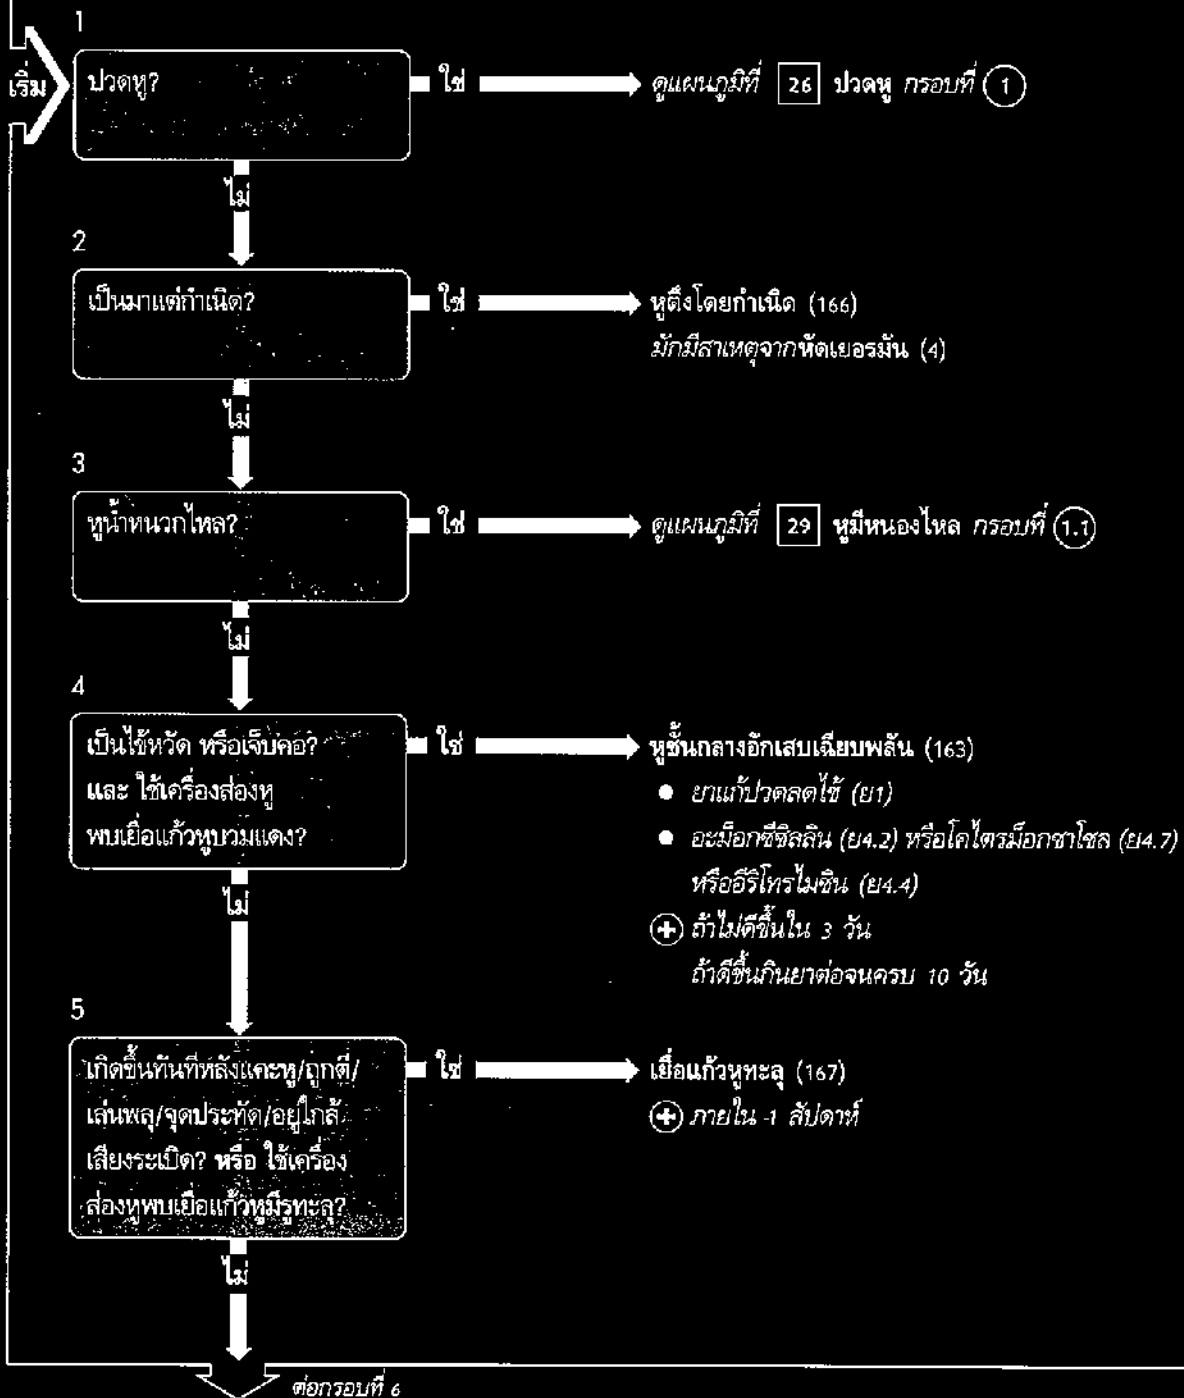 เริ่ม
1
ปวดหู?
ใช่
ดูแผนภูมิที่ 26 ปวดหู กรอบที่ 1
ไม่
2
เป็นมาแต่กำเนิด?
ใช่
หูตึงโดยกำเนิด (166)
มักมีสาเหตุจากหัดเยอรมัน (4)
ไม่
3
หูน้ำหนวกไหล?
ใช่
ดูแผนภูมิที่ 29 หูมีหนองไหล กรอบที่ 1.1
ไม่
4
เป็นไข้หวัด หรือเจ็บคอ?
และ ใช้เครื่องส่องหู
พบเยื่อแก้วหูบวมแดง?
ใช่
หูชั้นกลางอักเสบเฉียบพลัน (163)
● ยาแก้ปวดลดไข้ (ย1)
● อะม็อกซีซิลลิน (ย4.2) หรือโคไตรม็อกซาโซล (ย4.7)
หรืออีริโทรไมซิน (ย4.4)
⊕ ถ้าไม่ดีขึ้นใน 3 วัน
ถ้าดีขึ้นกินยาต่อจนครบ 10 วัน
ไม่
5
เกิดขึ้นทันทีหลังแคะหู/ถูกตี/
เล่นพลุ/จุดประทัด/อยู่ใกล้
เสียงระเบิด? หรือ ใช้เครื่อง
ส่องหูพบเยื่อแก้วหูมีรูทะลุ?
ใช่
เยื่อแก้วหูทะลุ (167)
⊕ ภายใน 1 สัปดาห์
ไม่
ต่อกรอบที่ 6